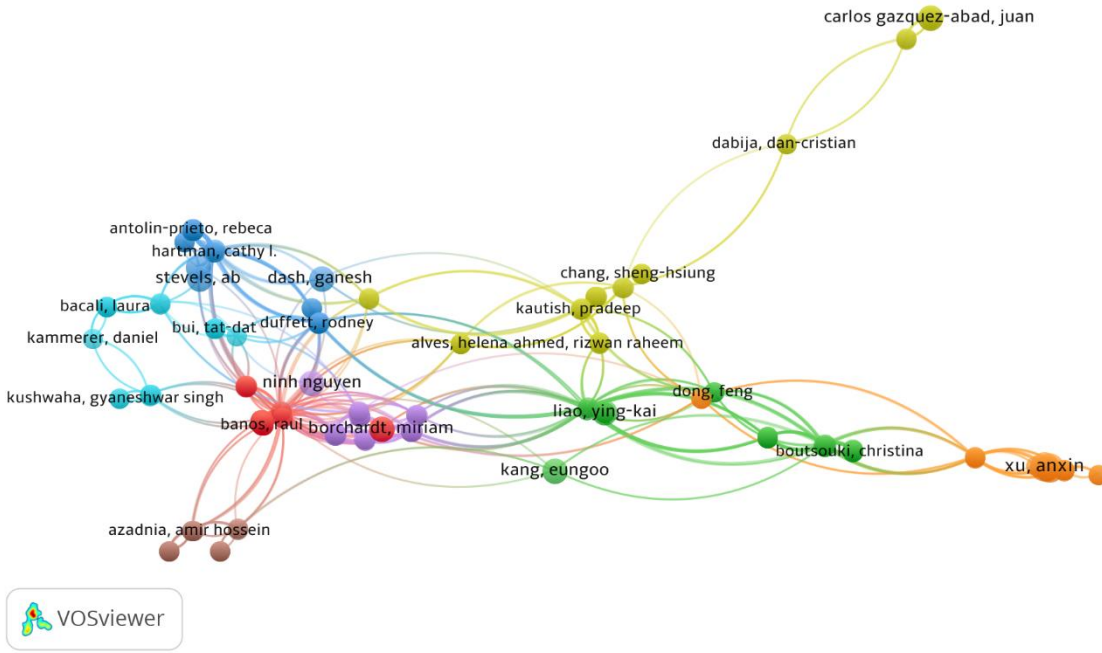 carlos gazquez-abad, juan
dabija, dan-cristian
antolin-prieto, rebeca
hartman, cathy l.
stevels, ab
dash, ganesh
chang, sheng-hsiung
bacali, laura
kautish, pradeep
bui, tat-dat
duffett, rodney
kammerer, daniel
alves, helena
ahmed, rizwan raheem
ninh nguyen
kushwaha, gyaneshwar singh
dong, feng
liao, ying-kai
banos, raul
borchardt, miriam
boutsouki, christina
kang, eungoo
xu, anxin
azadnia, amir hossein
VOSviewer